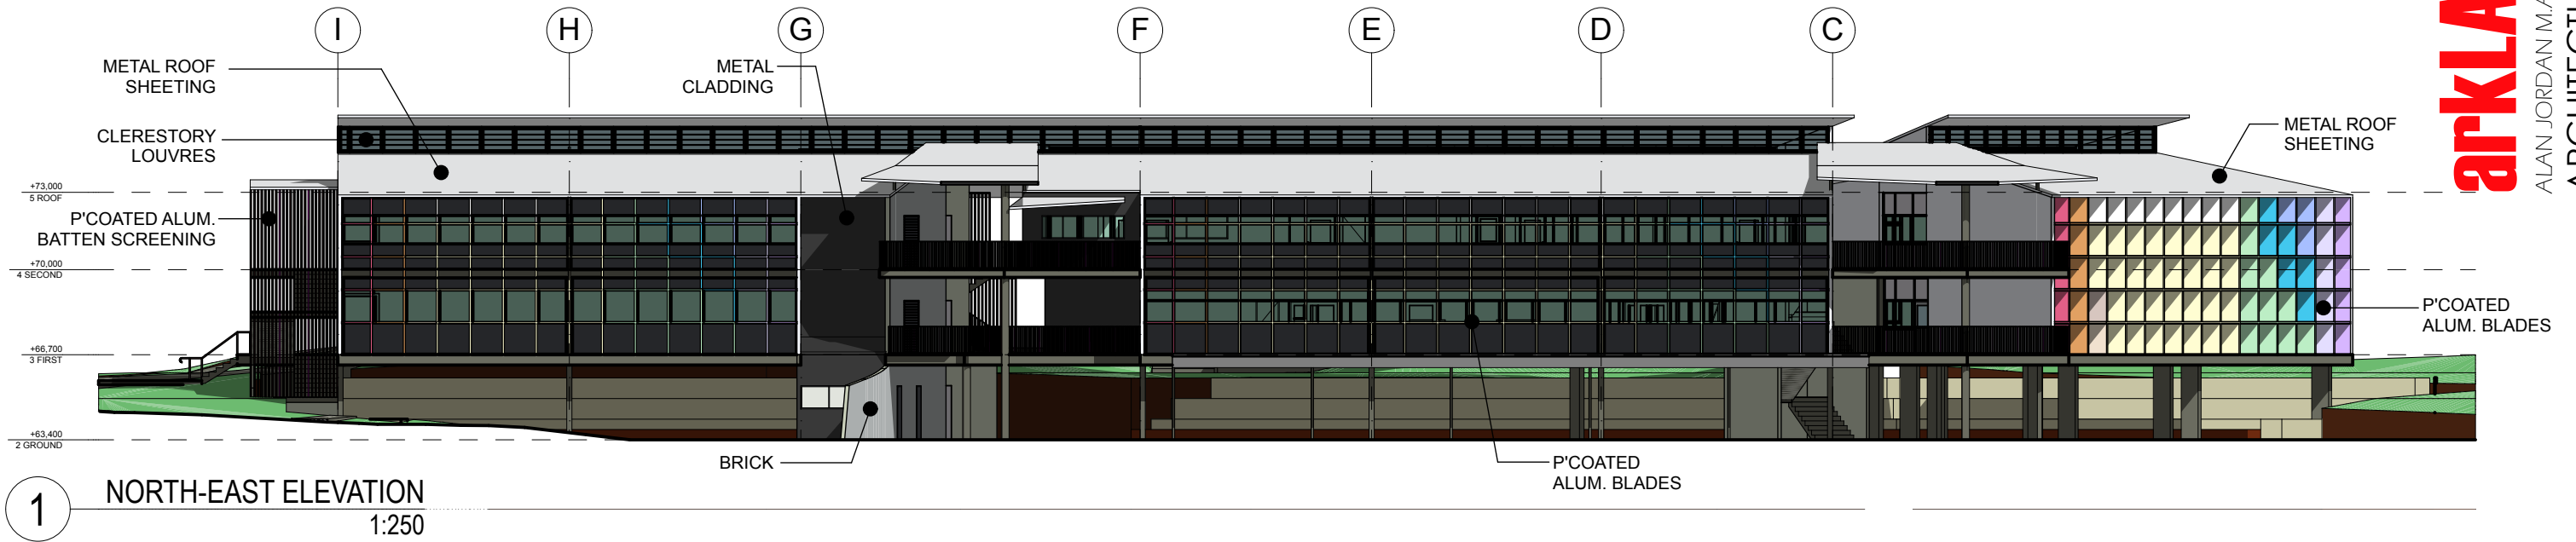 I H G F E D C
METAL ROOF
SHEETING
METAL
CLADDING
CLERESTORY
LOUVRES
METAL ROOF
SHEETING
+73,000
5 ROOF
P'COATED ALUM.
BATTEN SCREENING
+70,000
4 SECOND
P'COATED
ALUM. BLADES
+66,700
3 FIRST
+63,400
2 GROUND
BRICK
P'COATED
ALUM. BLADES
1 NORTH-EAST ELEVATION
1:250
arkLA
ALAN JORDAN M.A